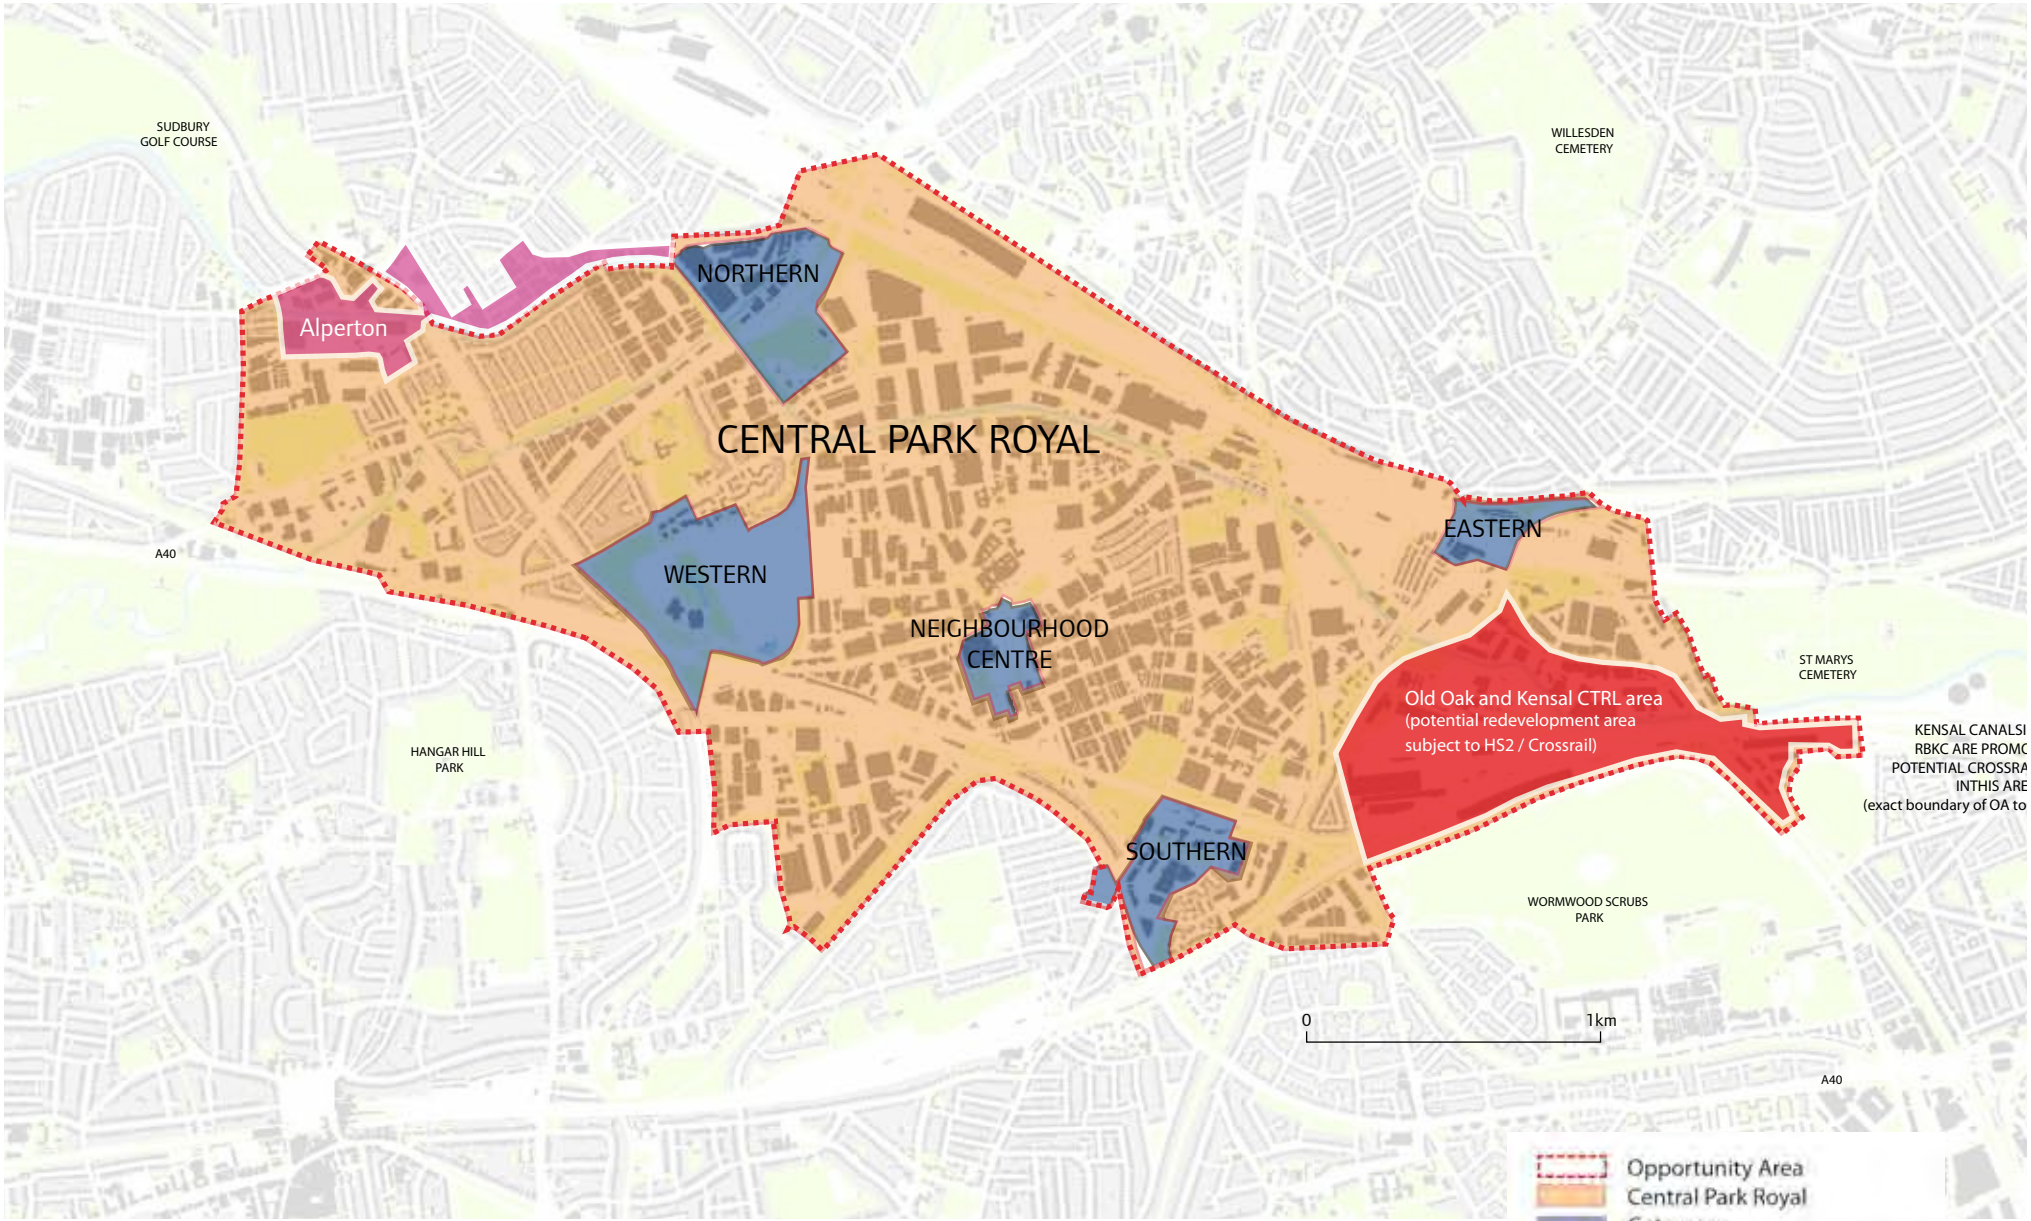 SUDBURY
GOLF COURSE
WILLESDEN
CEMETERY
NORTHERN
Alperton
CENTRAL PARK ROYAL
EASTERN
A40
WESTERN
NEIGHBOURHOOD
CENTRE
ST MARYS
CEMETERY
Old Oak and Kensal CTRL area
(potential redevelopment area
subject to HS2 / Crossrail)
HANGAR HILL
PARK
KENSAL CANALSI
RBKC ARE PROMO
POTENTIAL CROSSRA
INTHIS ARE
(exact boundary of OA to
SOUTHERN
WORMWOOD SCRUBS
PARK
0 1km
A40
Opportunity Area
Central Park Royal